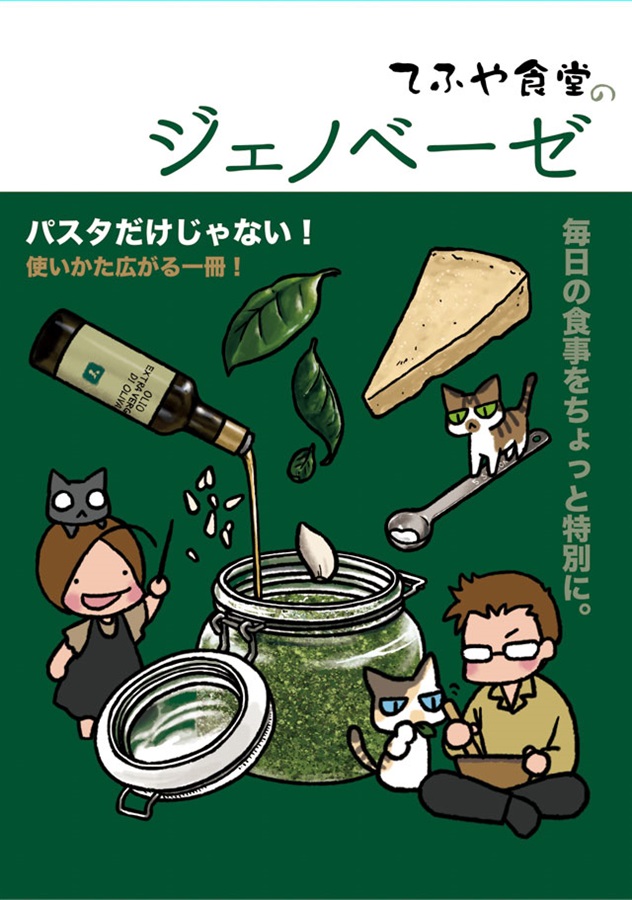 てふや食堂の
ジェノベーゼ
パスタだけじゃない！
使いかた広がる一冊！
毎日の食事をちょっと特別に。
OLIO
EXTRA VERG
DI OLIVA